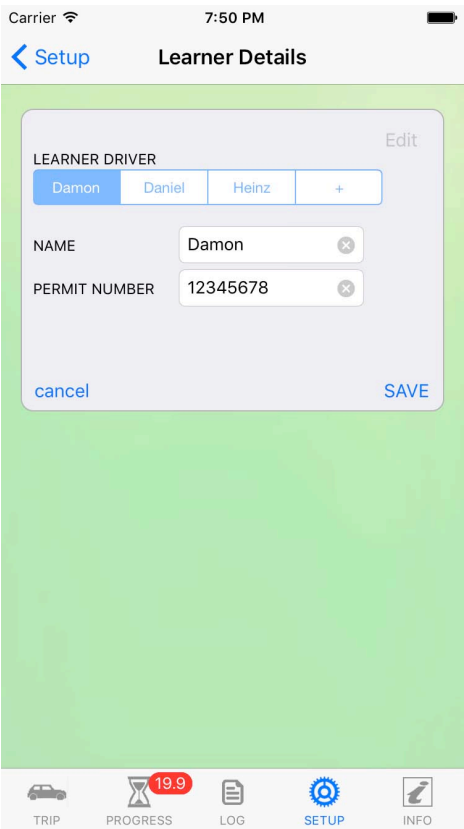 Carrier 7:50 PM
Setup Learner Details
Edit
LEARNER DRIVER
Damon Daniel Heinz +
NAME Damon
PERMIT NUMBER 12345678
cancel SAVE
19.9
TRIP PROGRESS LOG SETUP INFO